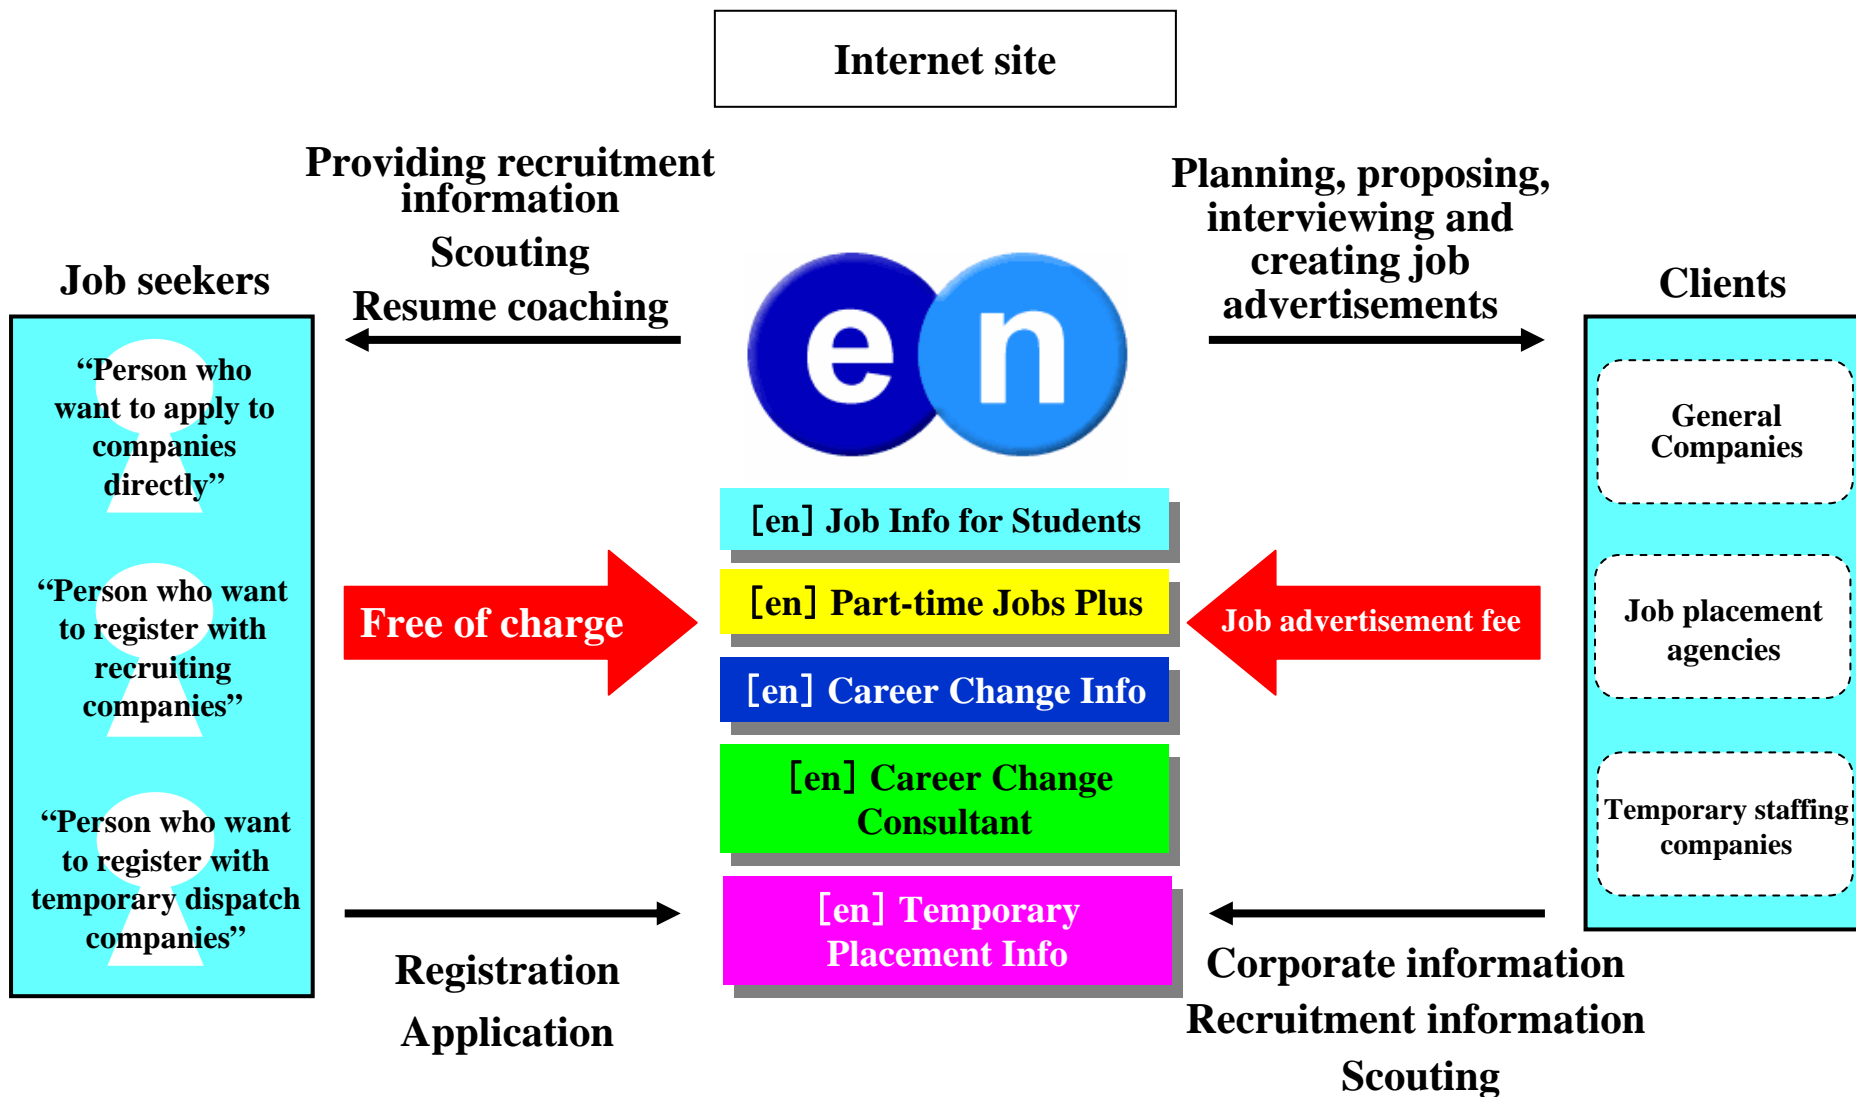 Internet site
Providing recruitment
information
Scouting
Resume coaching
Planning, proposing,
interviewing and
creating job
advertisements
Job seekers
Clients
en
“Person who
want to apply to
companies
directly”
“Person who want
to register with
recruiting
companies”
“Person who want
to register with
temporary dispatch
companies”
Free of charge
Registration
Application
[en] Job Info for Students
[en] Part-time Jobs Plus
[en] Career Change Info
[en] Career Change
Consultant
[en] Temporary
Placement Info
Job advertisement fee
General
Companies
Job placement
agencies
Temporary staffing
companies
Corporate information
Recruitment information
Scouting